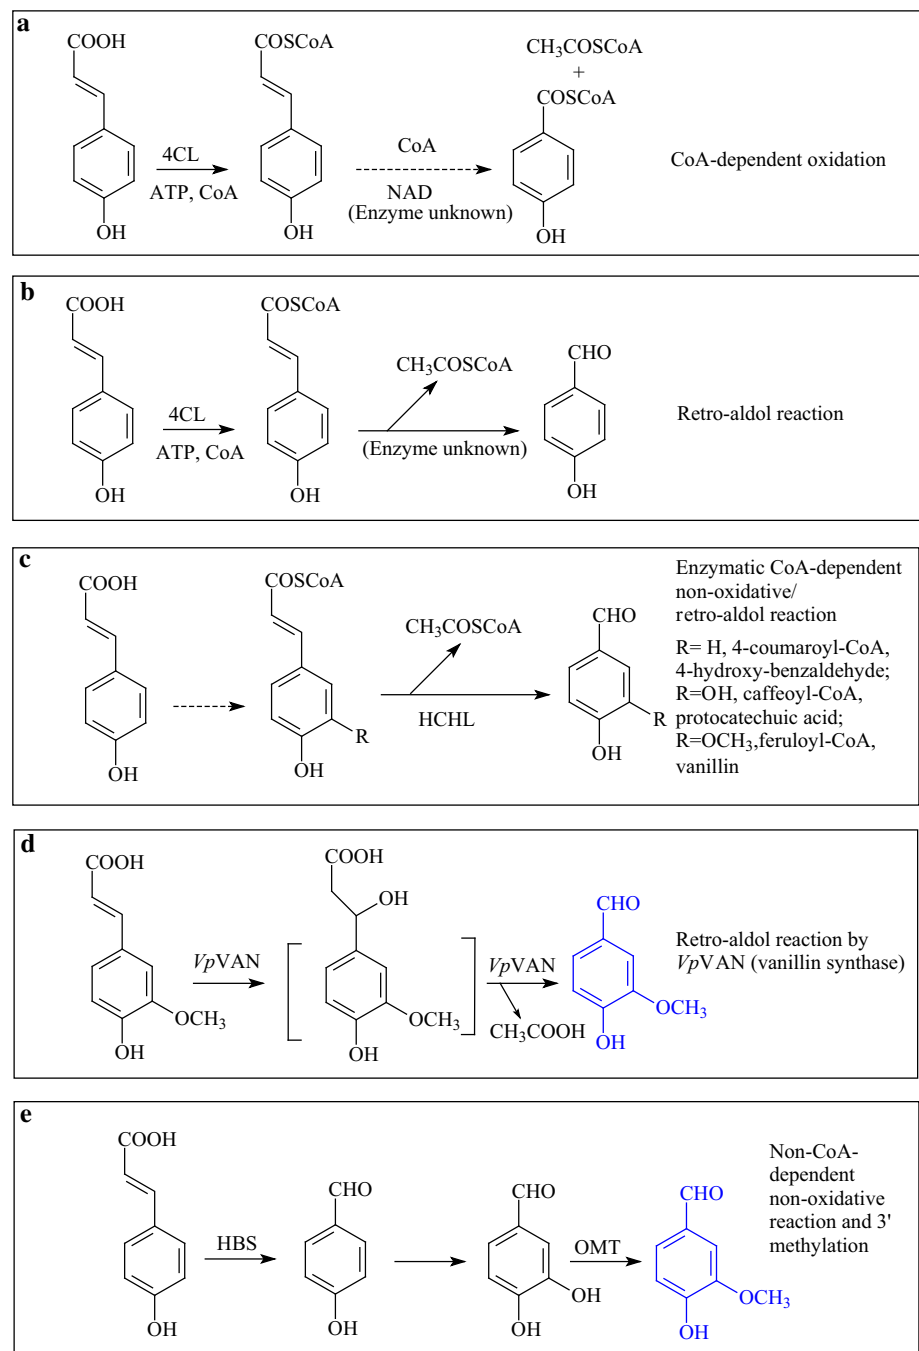 a
COOH
OH
4CL
ATP, CoA
COSCoA
OH
CoA
NAD
(Enzyme unknown)
CH₃COSCoA
+
COSCoA
OH
CoA-dependent oxidation
b
COOH
OH
4CL
ATP, CoA
COSCoA
OH
CH₃COSCoA
(Enzyme unknown)
CHO
OH
Retro-aldol reaction
c
COOH
OH
COSCoA
R
OH
CH₃COSCoA
HCHL
CHO
R
OH
Enzymatic CoA-dependent
non-oxidative/
retro-aldol reaction
R= H, 4-coumaroyl-CoA,
4-hydroxy-benzaldehyde;
R=OH, caffeoyl-CoA,
protocatechuic acid;
R=OCH₃,feruloyl-CoA,
vanillin
d
COOH
OCH₃
OH
VpVAN
COOH
OH
OCH₃
OH
VpVAN
CH₃COOH
CHO
OCH₃
OH
Retro-aldol reaction by
VpVAN (vanillin synthase)
e
COOH
OH
HBS
CHO
OH
CHO
OH
OH
OMT
CHO
OCH₃
OH
Non-CoA-
dependent
non-oxidative
reaction and 3'
methylation